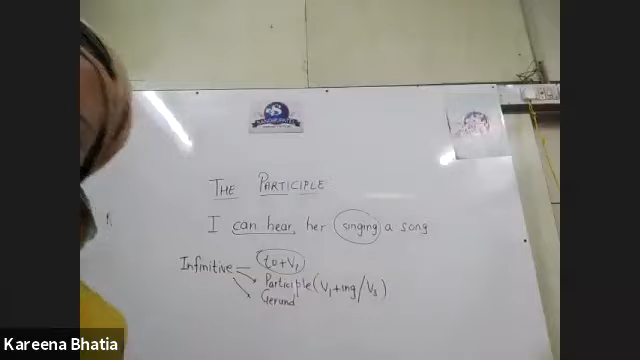 THE PARTICIPLE
I can hear her singing a song
Infinitive — to+V₁
Participle (V₁+ing/V₃)
Gerund
Kareena Bhatia